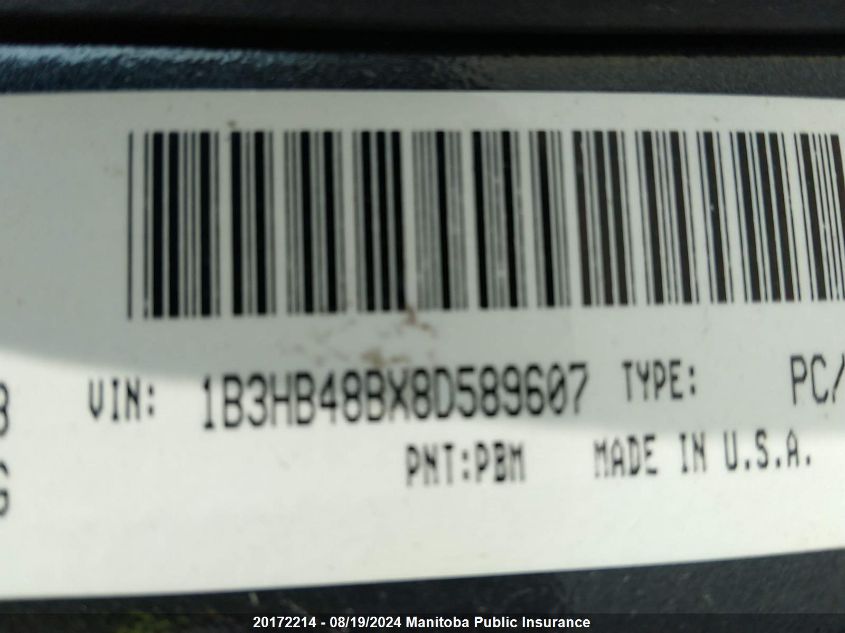 VIN: 1B3HB48BX8D589607 TYPE: PC/
PNT:PBM MADE IN U.S.A.
20172214 - 08/19/2024 Manitoba Public Insurance